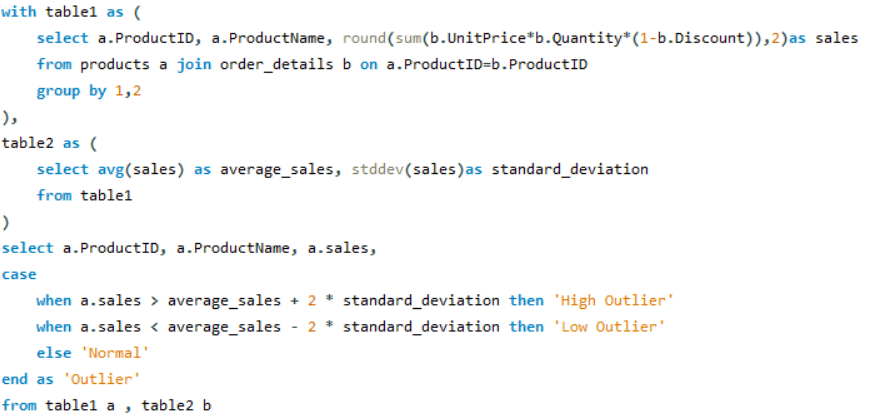 with table1 as (
    select a.ProductID, a.ProductName, round(sum(b.UnitPrice*b.Quantity*(1-b.Discount)),2)as sales
    from products a join order_details b on a.ProductID=b.ProductID
    group by 1,2
),
table2 as (
    select avg(sales) as average_sales, stddev(sales)as standard_deviation
    from table1
)
select a.ProductID, a.ProductName, a.sales,
case
    when a.sales > average_sales + 2 * standard_deviation then 'High Outlier'
    when a.sales < average_sales - 2 * standard_deviation then 'Low Outlier'
    else 'Normal'
end as 'Outlier'
from table1 a , table2 b